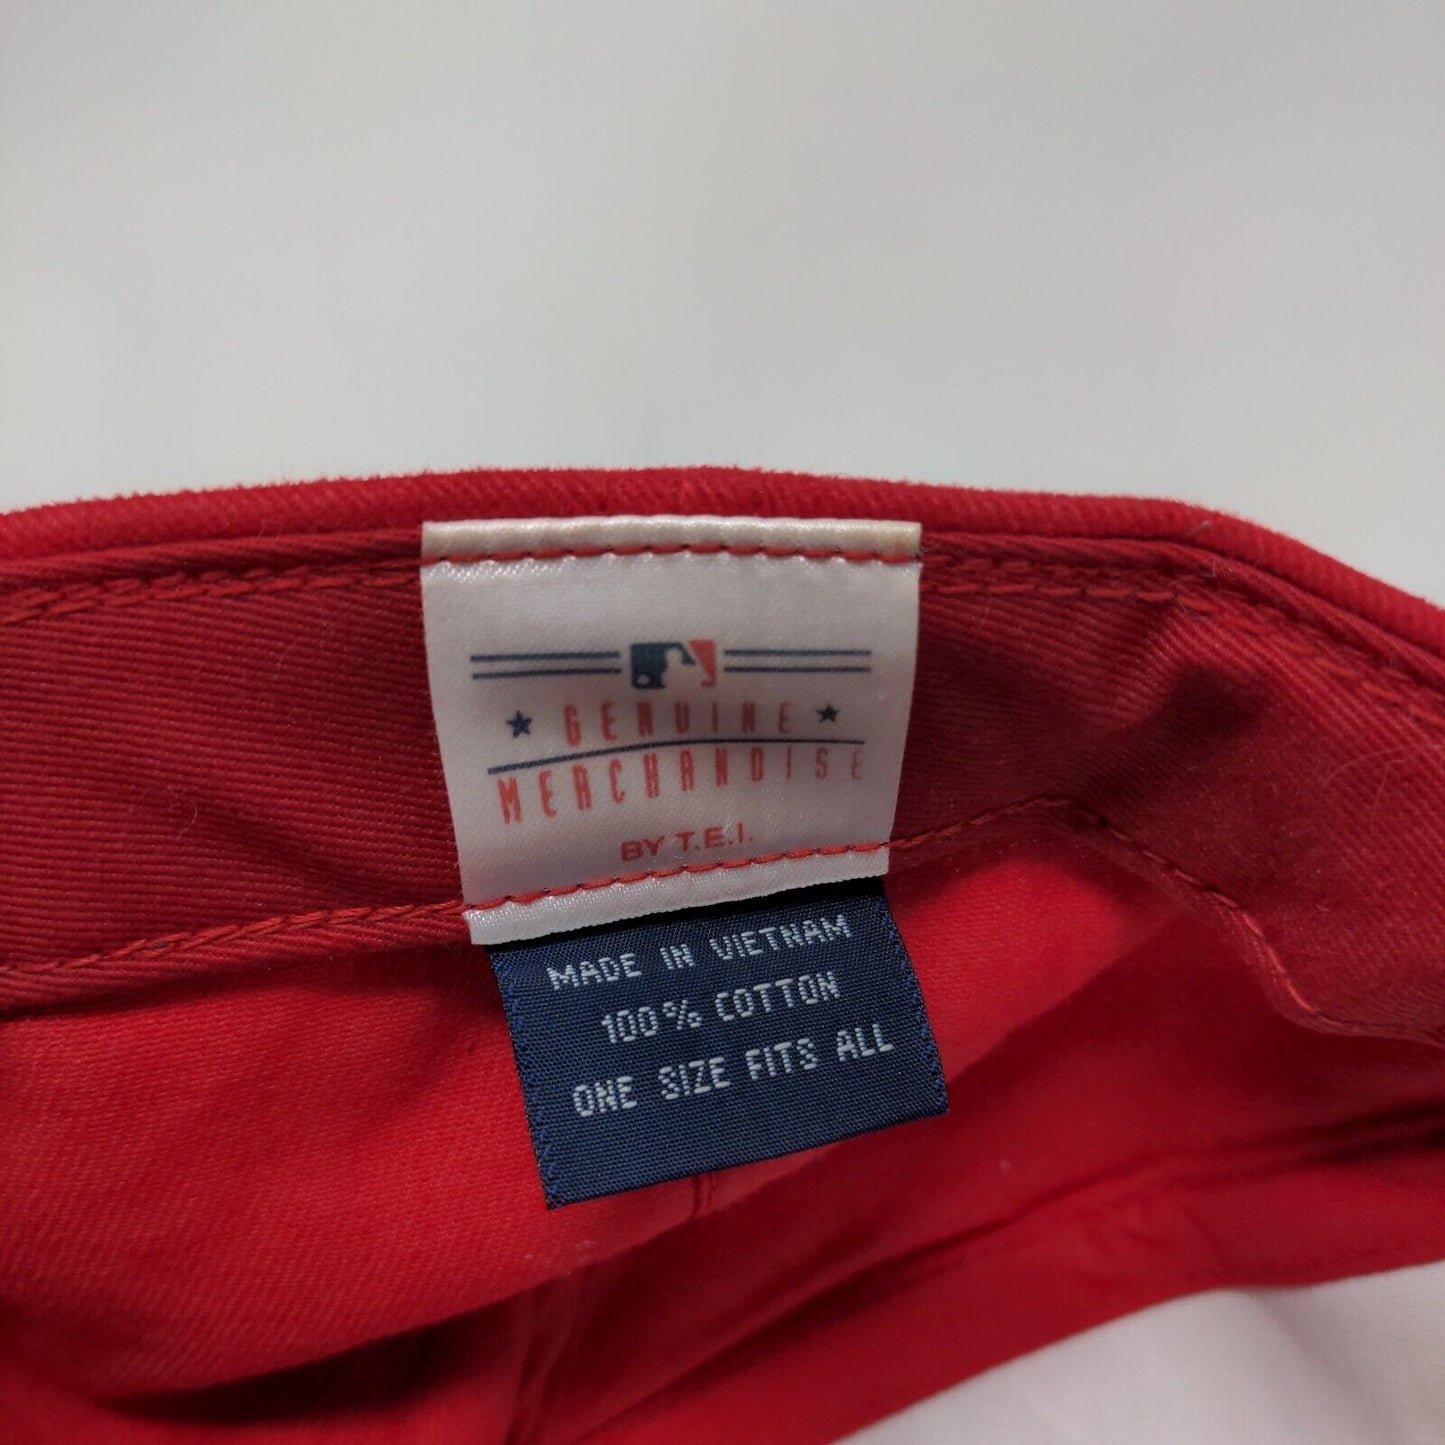 GENUINE
MERCHANDISE
BY T.E.I.
MADE IN VIETNAM
100% COTTON
ONE SIZE FITS ALL